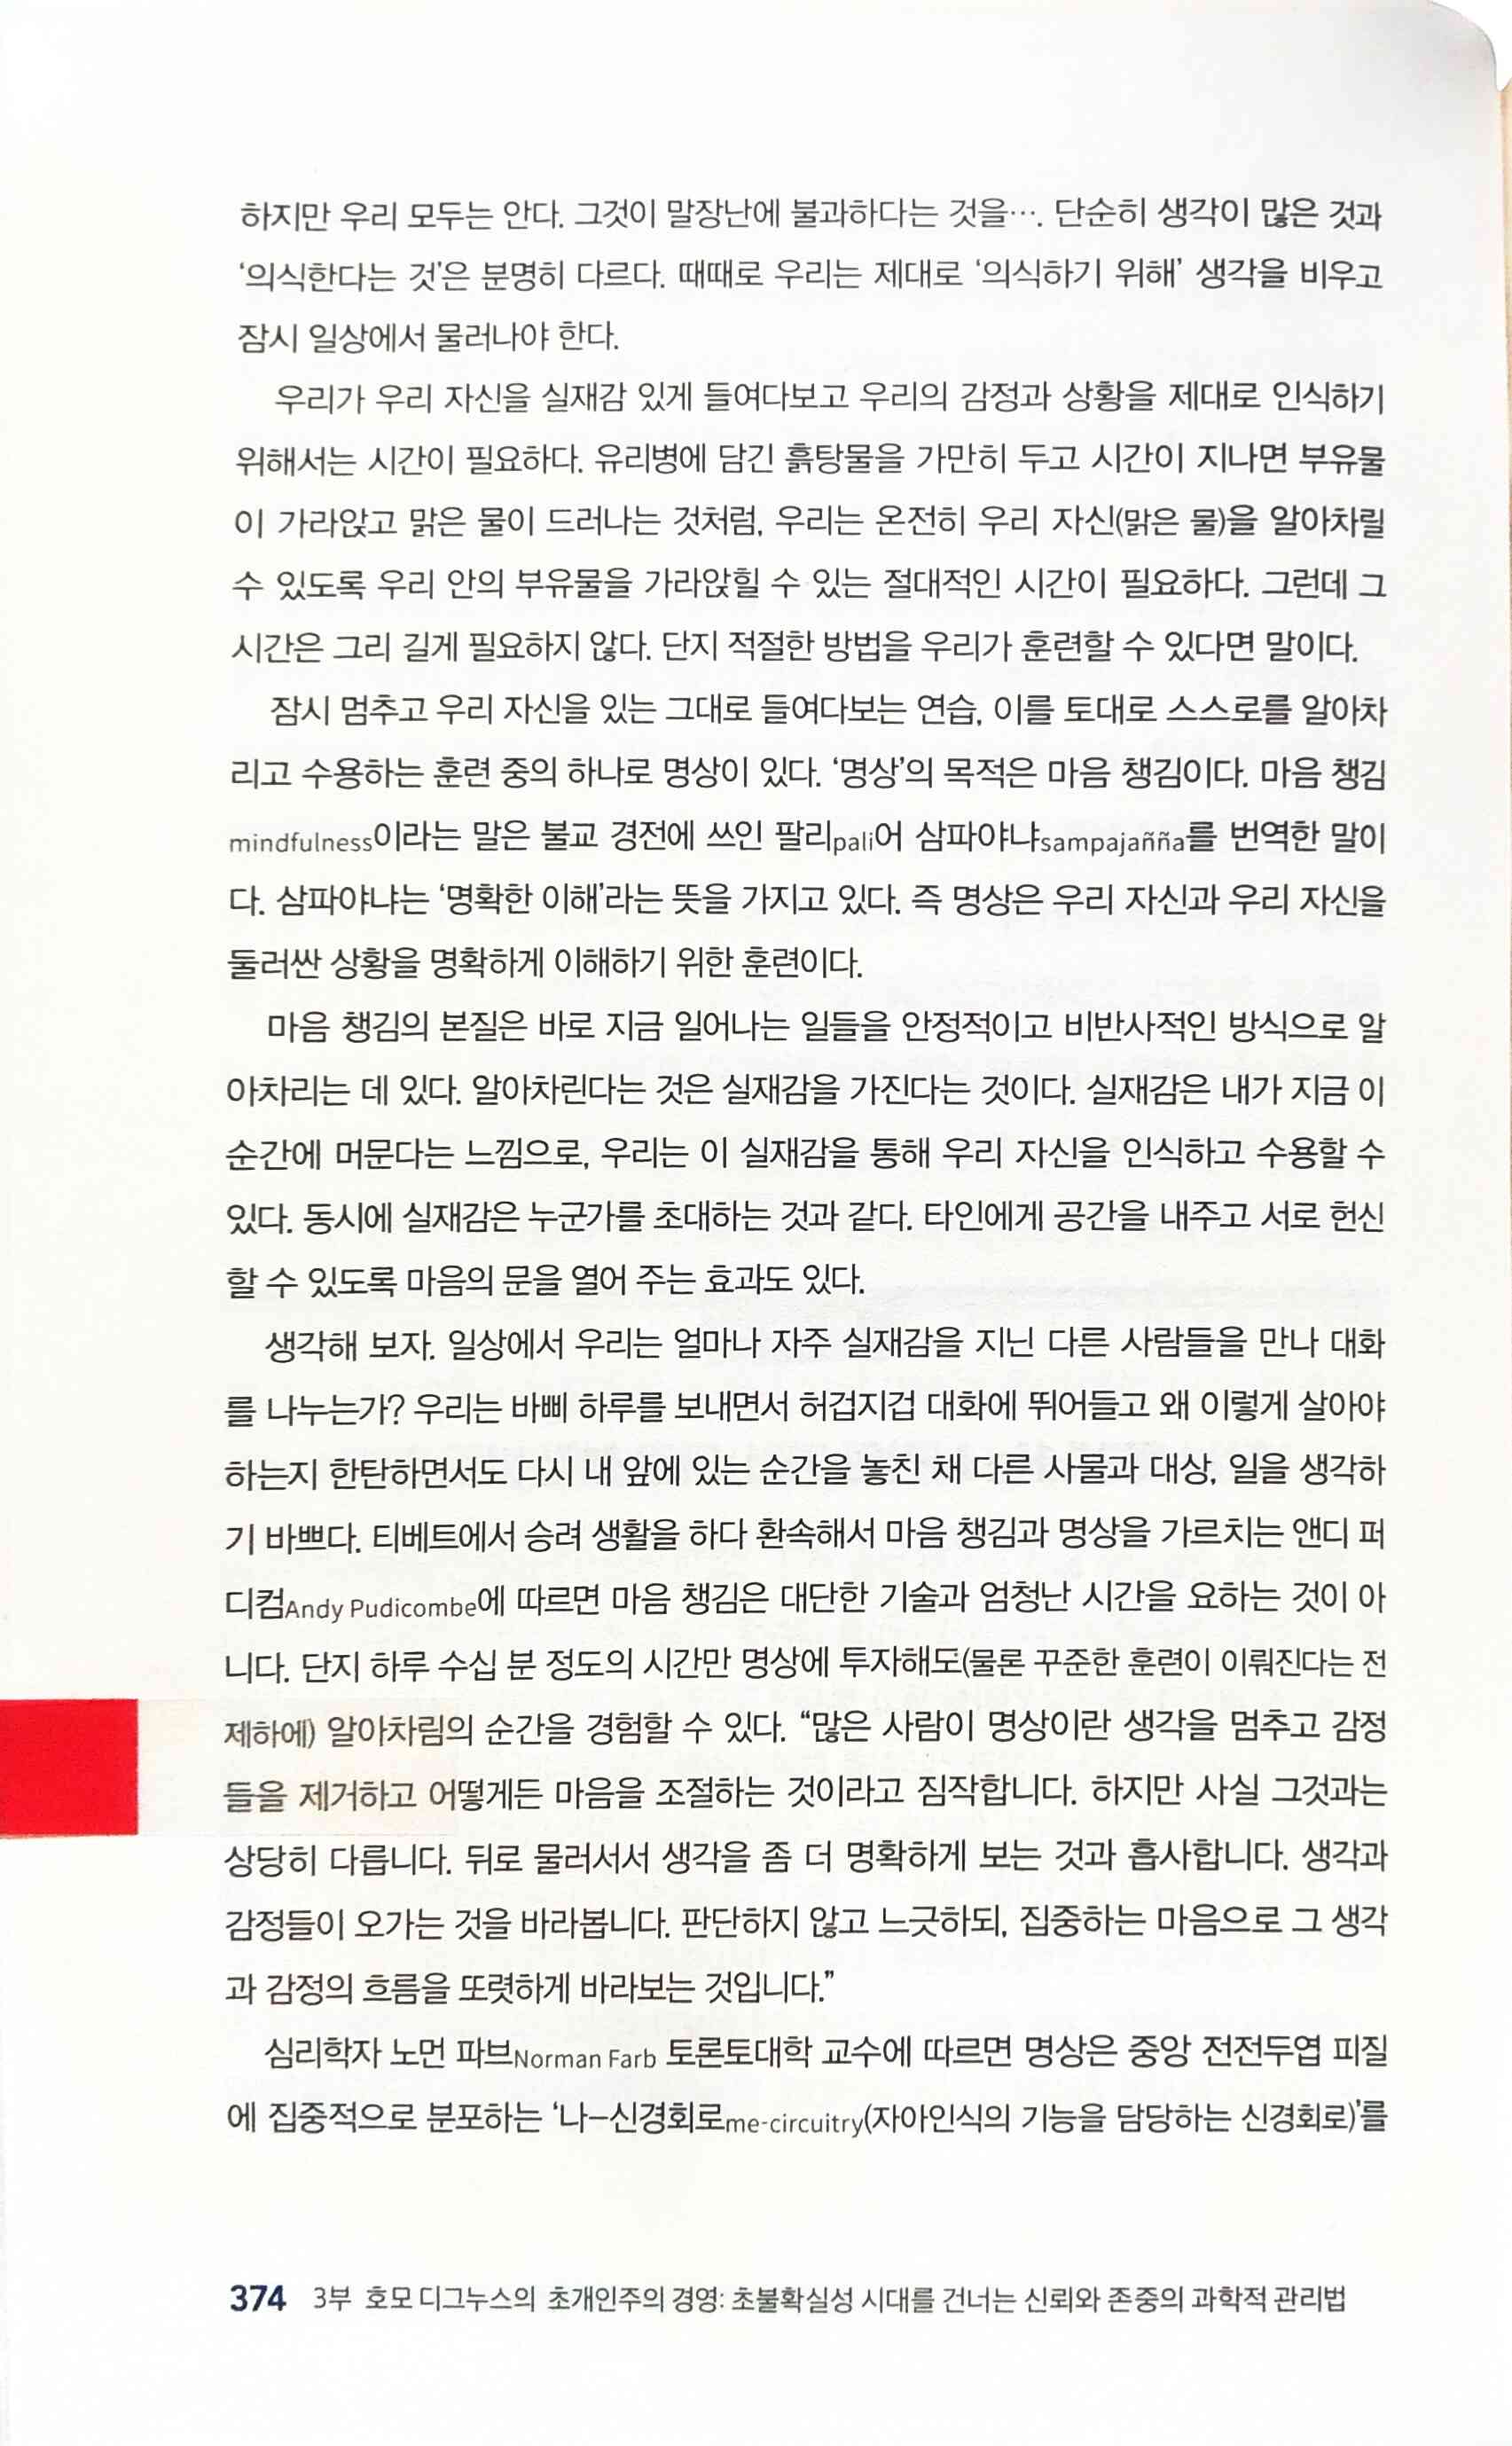 하지만 우리 모두는 안다. 그것이 말장난에 불과하다는 것을…. 단순히 생각이 많은 것과
‘의식한다는 것’은 분명히 다르다. 때때로 우리는 제대로 ‘의식하기 위해’ 생각을 비우고
잠시 일상에서 물러나야 한다.
우리가 우리 자신을 실재감 있게 들여다보고 우리의 감정과 상황을 제대로 인식하기
위해서는 시간이 필요하다. 유리병에 담긴 흙탕물을 가만히 두고 시간이 지나면 부유물
이 가라앉고 맑은 물이 드러나는 것처럼, 우리는 온전히 우리 자신(맑은 물)을 알아차릴
수 있도록 우리 안의 부유물을 가라앉힐 수 있는 절대적인 시간이 필요하다. 그런데 그
시간은 그리 길게 필요하지 않다. 단지 적절한 방법을 우리가 훈련할 수 있다면 말이다.
잠시 멈추고 우리 자신을 있는 그대로 들여다보는 연습, 이를 토대로 스스로를 알아차
리고 수용하는 훈련 중의 하나로 명상이 있다. ‘명상’의 목적은 마음 챙김이다. 마음 챙김
mindfulness이라는 말은 불교 경전에 쓰인 팔리pali어 삼파야냐sampajañña를 번역한 말이
다. 삼파야냐는 ‘명확한 이해’라는 뜻을 가지고 있다. 즉 명상은 우리 자신과 우리 자신을
둘러싼 상황을 명확하게 이해하기 위한 훈련이다.
마음 챙김의 본질은 바로 지금 일어나는 일들을 안정적이고 비반사적인 방식으로 알
아차리는 데 있다. 알아차린다는 것은 실재감을 가진다는 것이다. 실재감은 내가 지금 이
순간에 머문다는 느낌으로, 우리는 이 실재감을 통해 우리 자신을 인식하고 수용할 수
있다. 동시에 실재감은 누군가를 초대하는 것과 같다. 타인에게 공간을 내주고 서로 헌신
할 수 있도록 마음의 문을 열어 주는 효과도 있다.
생각해 보자. 일상에서 우리는 얼마나 자주 실재감을 지닌 다른 사람들을 만나 대화
를 나누는가? 우리는 바삐 하루를 보내면서 허겁지겁 대화에 뛰어들고 왜 이렇게 살아야
하는지 한탄하면서도 다시 내 앞에 있는 순간을 놓친 채 다른 사물과 대상, 일을 생각하
기 바쁘다. 티베트에서 승려 생활을 하다 환속해서 마음 챙김과 명상을 가르치는 앤디 퍼
디컴Andy Pudicombe에 따르면 마음 챙김은 대단한 기술과 엄청난 시간을 요하는 것이 아
니다. 단지 하루 수십 분 정도의 시간만 명상에 투자해도(물론 꾸준한 훈련이 이뤄진다는 전
제하에) 알아차림의 순간을 경험할 수 있다. “많은 사람이 명상이란 생각을 멈추고 감정
들을 제거하고 어떻게든 마음을 조절하는 것이라고 짐작합니다. 하지만 사실 그것과는
상당히 다릅니다. 뒤로 물러서서 생각을 좀 더 명확하게 보는 것과 흡사합니다. 생각과
감정들이 오가는 것을 바라봅니다. 판단하지 않고 느긋하되, 집중하는 마음으로 그 생각
과 감정의 흐름을 또렷하게 바라보는 것입니다.”
심리학자 노먼 파브Norman Farb 토론토대학 교수에 따르면 명상은 중앙 전전두엽 피질
에 집중적으로 분포하는 ‘나–신경회로me-circuitry(자아인식의 기능을 담당하는 신경회로)’를
374 3부 호모 디그누스의 초개인주의 경영: 초불확실성 시대를 건너는 신뢰와 존중의 과학적 관리법